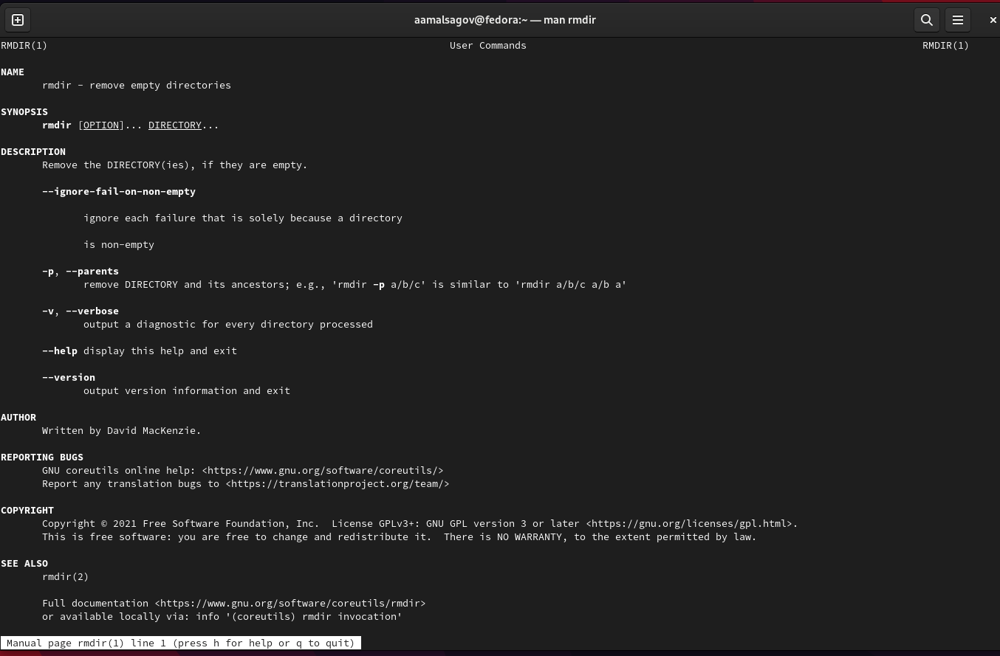 aamalsagov@fedora:~ — man rmdir
RMDIR(1) User Commands RMDIR(1)
NAME
rmdir - remove empty directories
SYNOPSIS
rmdir [OPTION]... DIRECTORY...
DESCRIPTION
Remove the DIRECTORY(ies), if they are empty.
--ignore-fail-on-non-empty
ignore each failure that is solely because a directory
is non-empty
-p, --parents
remove DIRECTORY and its ancestors; e.g., 'rmdir -p a/b/c' is similar to 'rmdir a/b/c a/b a'
-v, --verbose
output a diagnostic for every directory processed
--help display this help and exit
--version
output version information and exit
AUTHOR
Written by David MacKenzie.
REPORTING BUGS
GNU coreutils online help: <https://www.gnu.org/software/coreutils/>
Report any translation bugs to <https://translationproject.org/team/>
COPYRIGHT
Copyright © 2021 Free Software Foundation, Inc.  License GPLv3+: GNU GPL version 3 or later <https://gnu.org/licenses/gpl.html>.
This is free software: you are free to change and redistribute it.  There is NO WARRANTY, to the extent permitted by law.
SEE ALSO
rmdir(2)
Full documentation <https://www.gnu.org/software/coreutils/rmdir>
or available locally via: info '(coreutils) rmdir invocation'
Manual page rmdir(1) line 1 (press h for help or q to quit)